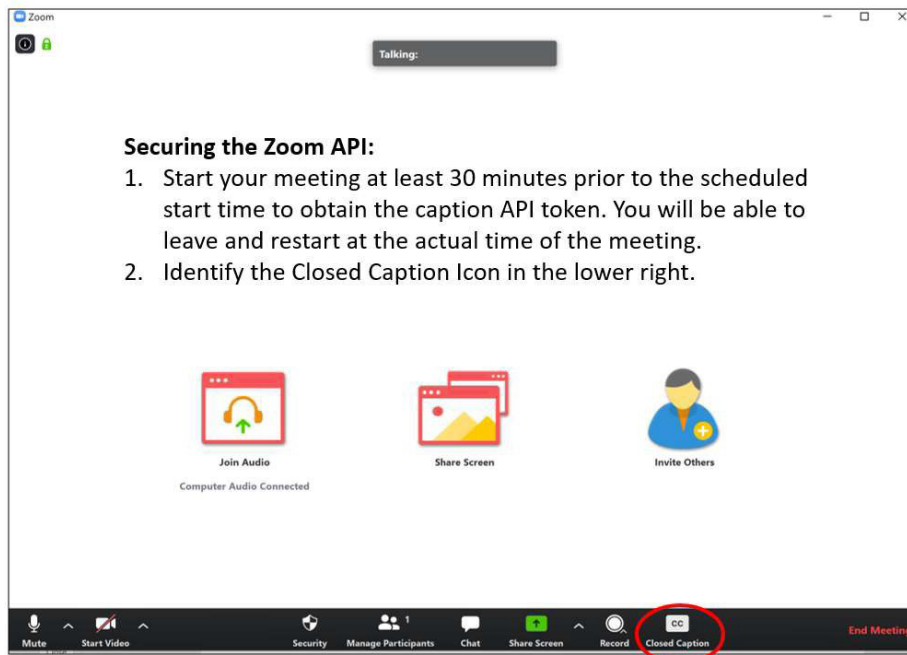 Zoom
Talking:
Securing the Zoom API:
1. Start your meeting at least 30 minutes prior to the scheduled
start time to obtain the caption API token. You will be able to
leave and restart at the actual time of the meeting.
2. Identify the Closed Caption Icon in the lower right.
Join Audio
Share Screen
Invite Others
Computer Audio Connected
1
CC
Mute
Start Video
Security
Manage Participants
Chat
Share Screen
Record
Closed Caption
End Meeting